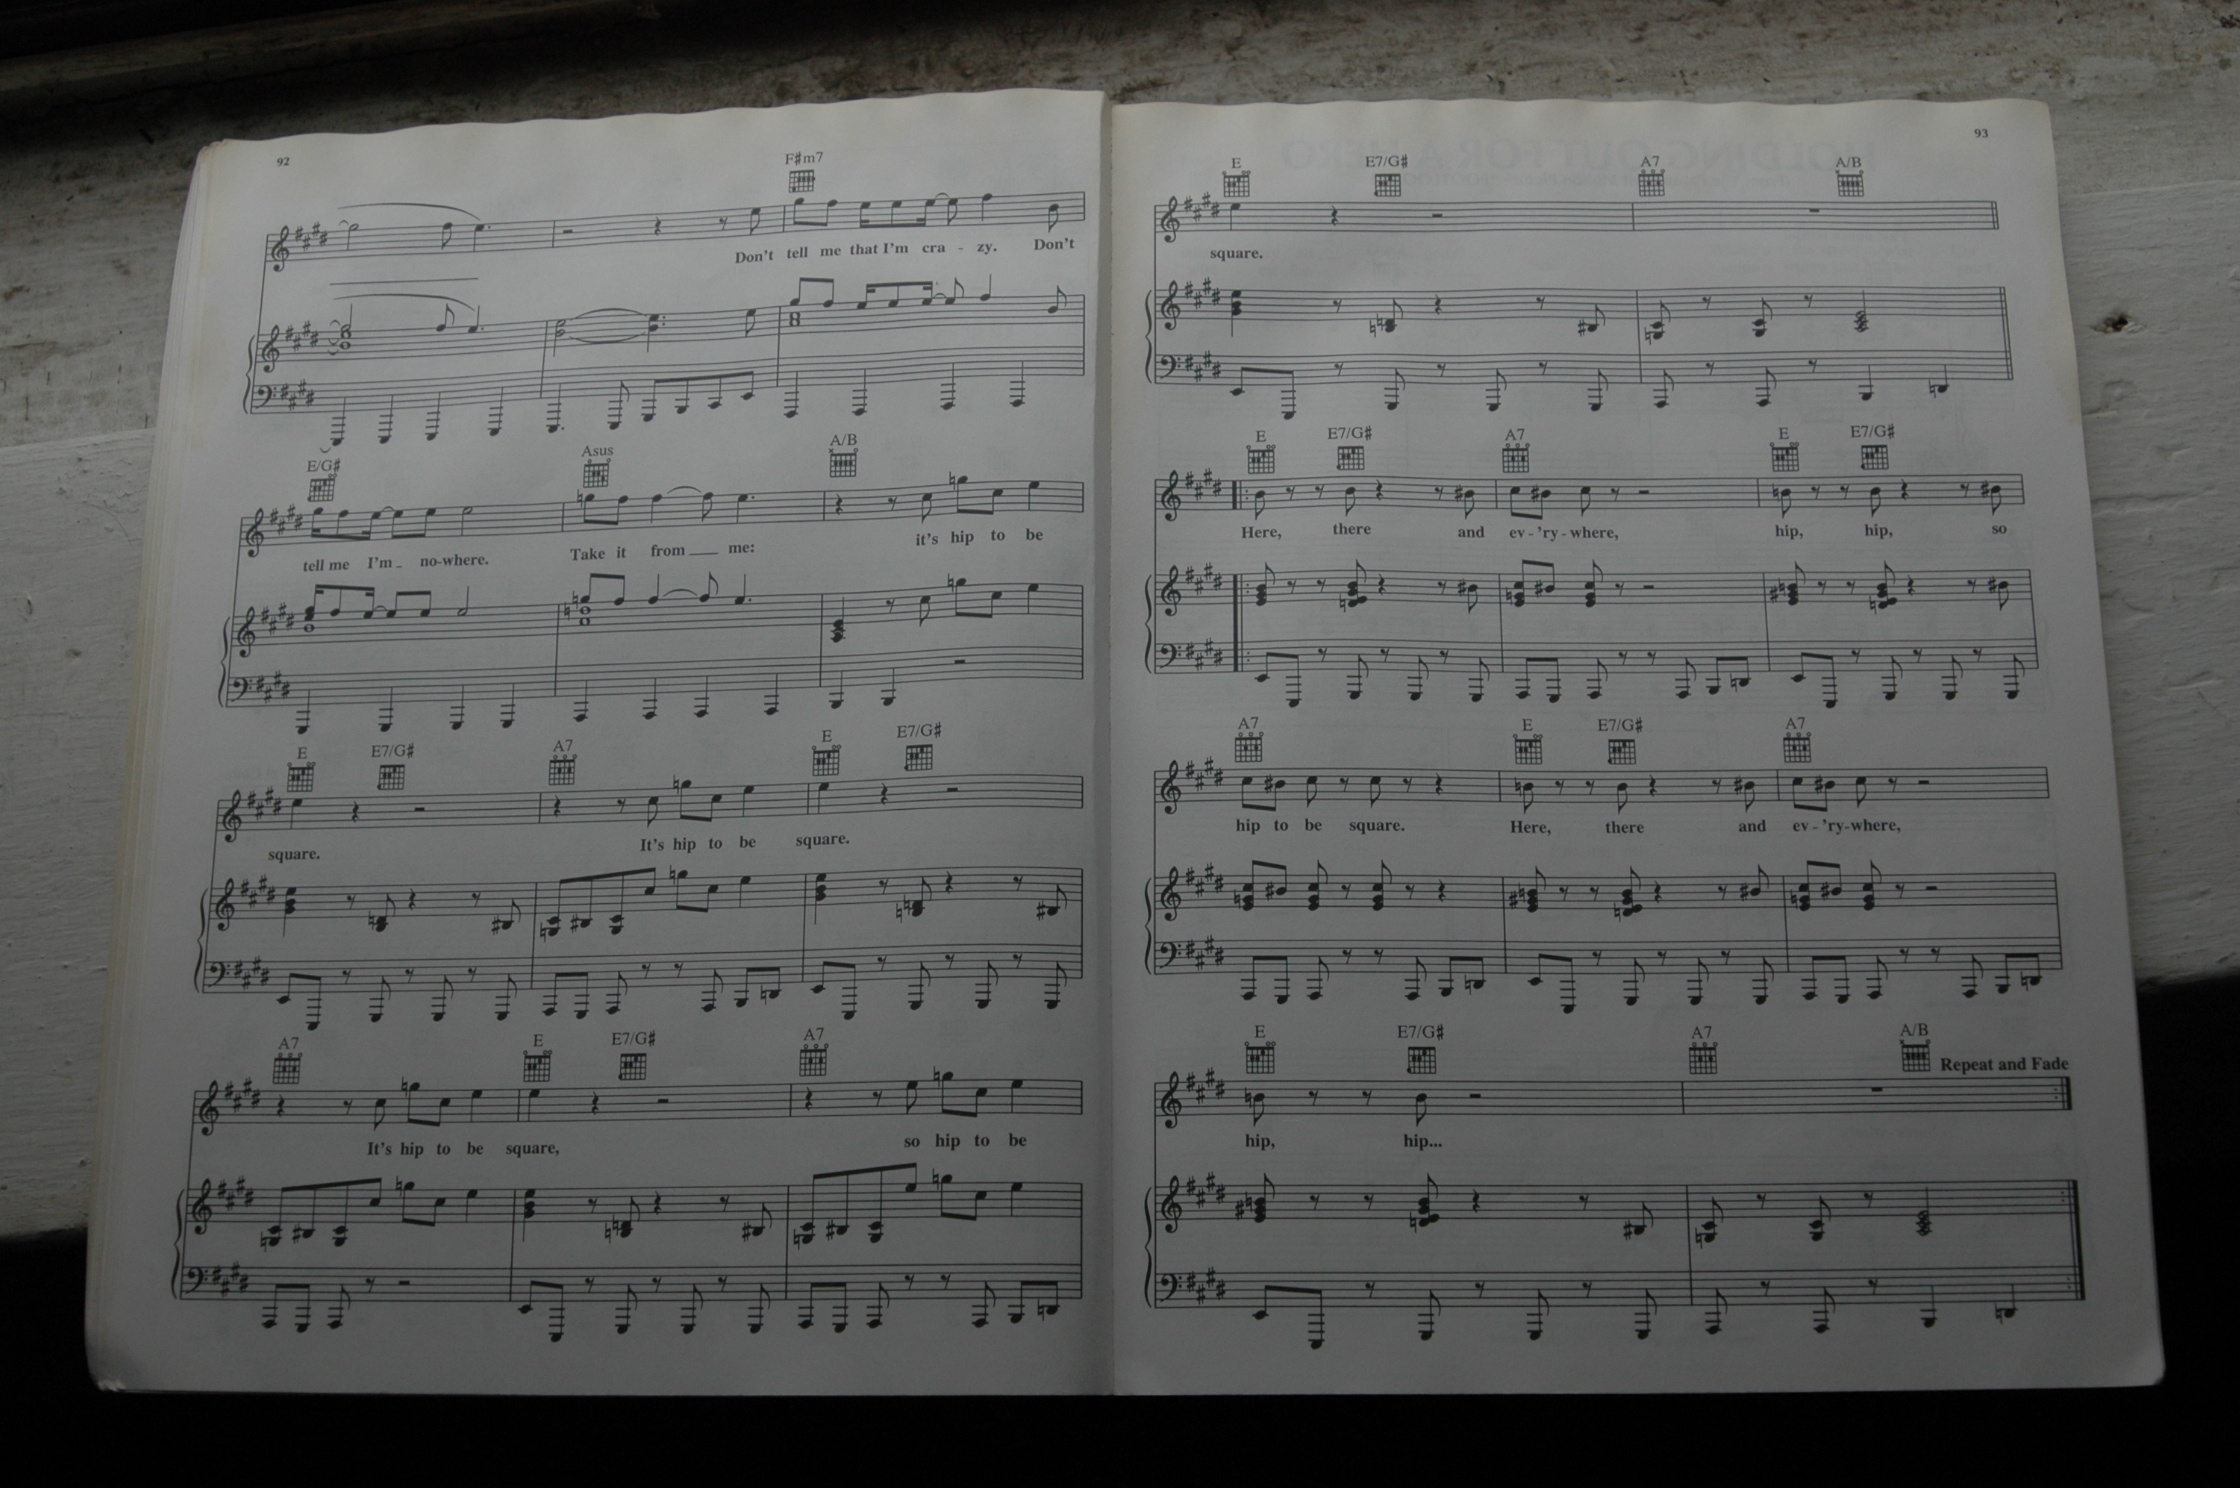 92
F♯m7
Don't tell me that I'm cra - zy. Don't
E/G♯ Asus A/B
tell me I'm no-where. Take it from me: it's hip to be
E E7/G♯ A7 E E7/G♯
square. It's hip to be square.
A7 E E7/G♯ A7
It's hip to be square, so hip to be
93
E E7/G♯ A7 A/B
square.
E E7/G♯ A7 E E7/G♯
Here, there and ev-'ry-where, hip, hip, so
A7 E E7/G♯ A7
hip to be square. Here, there and ev-'ry-where,
E E7/G♯ A7 A/B
Repeat and Fade
hip, hip...